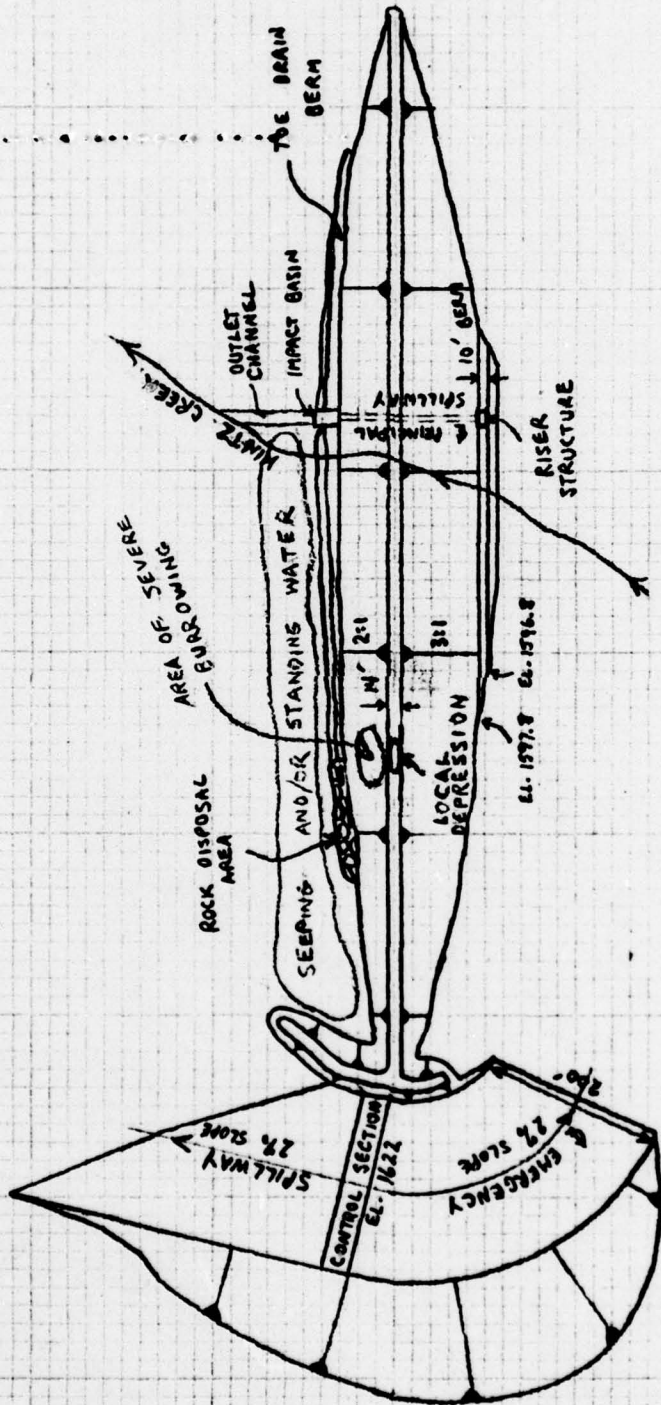 TOE DRAIN
BERM
OUTLET
CHANNEL
IMPACT BASIN
KINTZ CREEK
AREA OF SEVERE
BURROWING
ROCK DISPOSAL
AREA
SEEPING AND/OR STANDING WATER
10' BERM
℄ PRINCIPAL
SPILLWAY
RISER
STRUCTURE
2:1
14'
3:1
LOCAL
DEPRESSION
EL. 1597.8
EL. 1596.8
SPILLWAY
2% SLOPE
CONTROL SECTION
EL. 1622
℄ EMERGENCY
2% SLOPE
200'